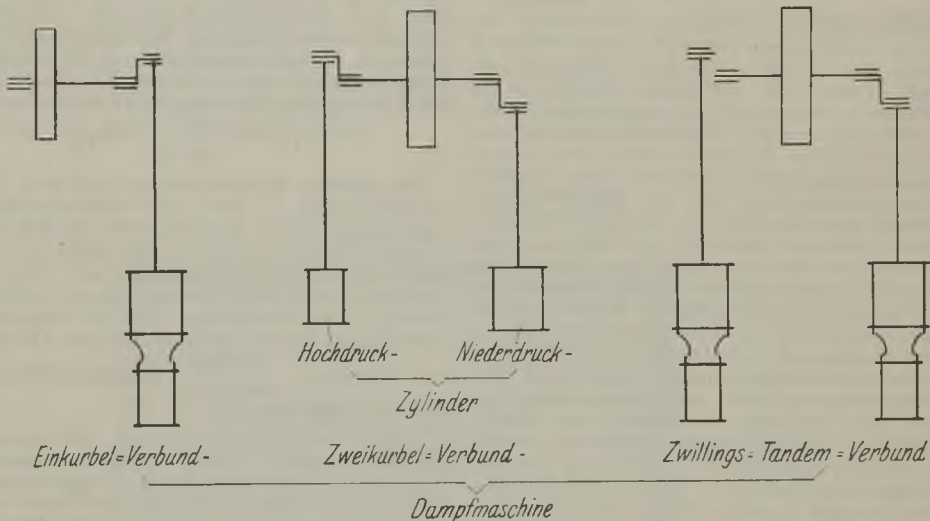 Hochdruck- Niederdruck-
Zylinder
Einkurbel=Verbund- Zweikurbel=Verbund- Zwillings=Tandem=Verbund
Dampfmaschine